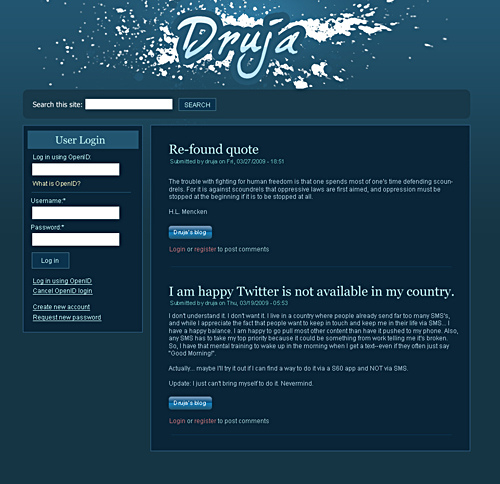 Druja
Search this site: SEARCH
User Login
Log in using OpenID:
What is OpenID?
Username:*
Password:*
Log in
Log in using OpenID
Cancel OpenID login
Create new account
Request new password
Re-found quote
Submitted by druja on Fri, 03/27/2009 - 18:51
The trouble with fighting for human freedom is that one spends most of one's time defending scoun-
drels. For it is against scoundrels that oppressive laws are first aimed, and oppression must be
stopped at the beginning if it is to be stopped at all.
H.L. Mencken
Druja's blog
Login or register to post comments
I am happy Twitter is not available in my country.
Submitted by druja on Thu, 03/19/2009 - 05:53
I don't understand it. I don't want it. I live in a country where people already send far too many SMS's,
and while I appreciate the fact that people want to keep in touch and keep me in their life via SMS... I
have a happy balance. I am happy to go pull most other content than have it pushed to my phone. Also,
any SMS has to take my top priority because it could be something from work telling me it's broken.
So, I have that mental training to wake up in the morning when I get a text--even if they often just say
"Good Morning!".
Actually... maybe I'll try it out if I can find a way to do it via a S60 app and NOT via SMS.
Update: I just can't bring myself to do it. Nevermind.
Druja's blog
Login or register to post comments